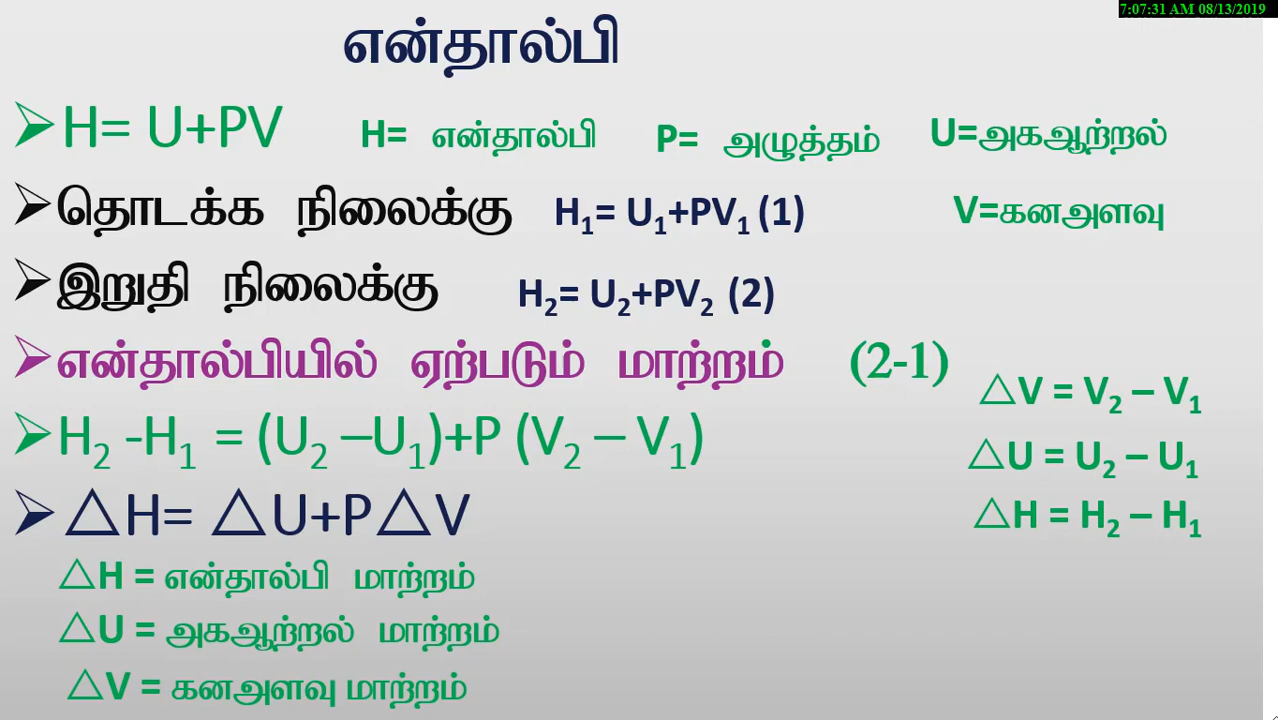 7:07:31 AM 08/13/2019
என்தால்பி
➢H= U+PV H= என்தால்பி P= அழுத்தம் U=அகஆற்றல்
➢தொடக்க நிலைக்கு H₁= U₁+PV₁ (1) V=கனஅளவு
➢இறுதி நிலைக்கு H₂= U₂+PV₂ (2)
➢என்தால்பியில் ஏற்படும் மாற்றம் (2-1)
△V = V₂ – V₁
➢H₂ -H₁ = (U₂ –U₁)+P (V₂ – V₁)
△U = U₂ – U₁
➢△H= △U+P△V △H = H₂ – H₁
△H = என்தால்பி மாற்றம்
△U = அகஆற்றல் மாற்றம்
△V = கனஅளவு மாற்றம்